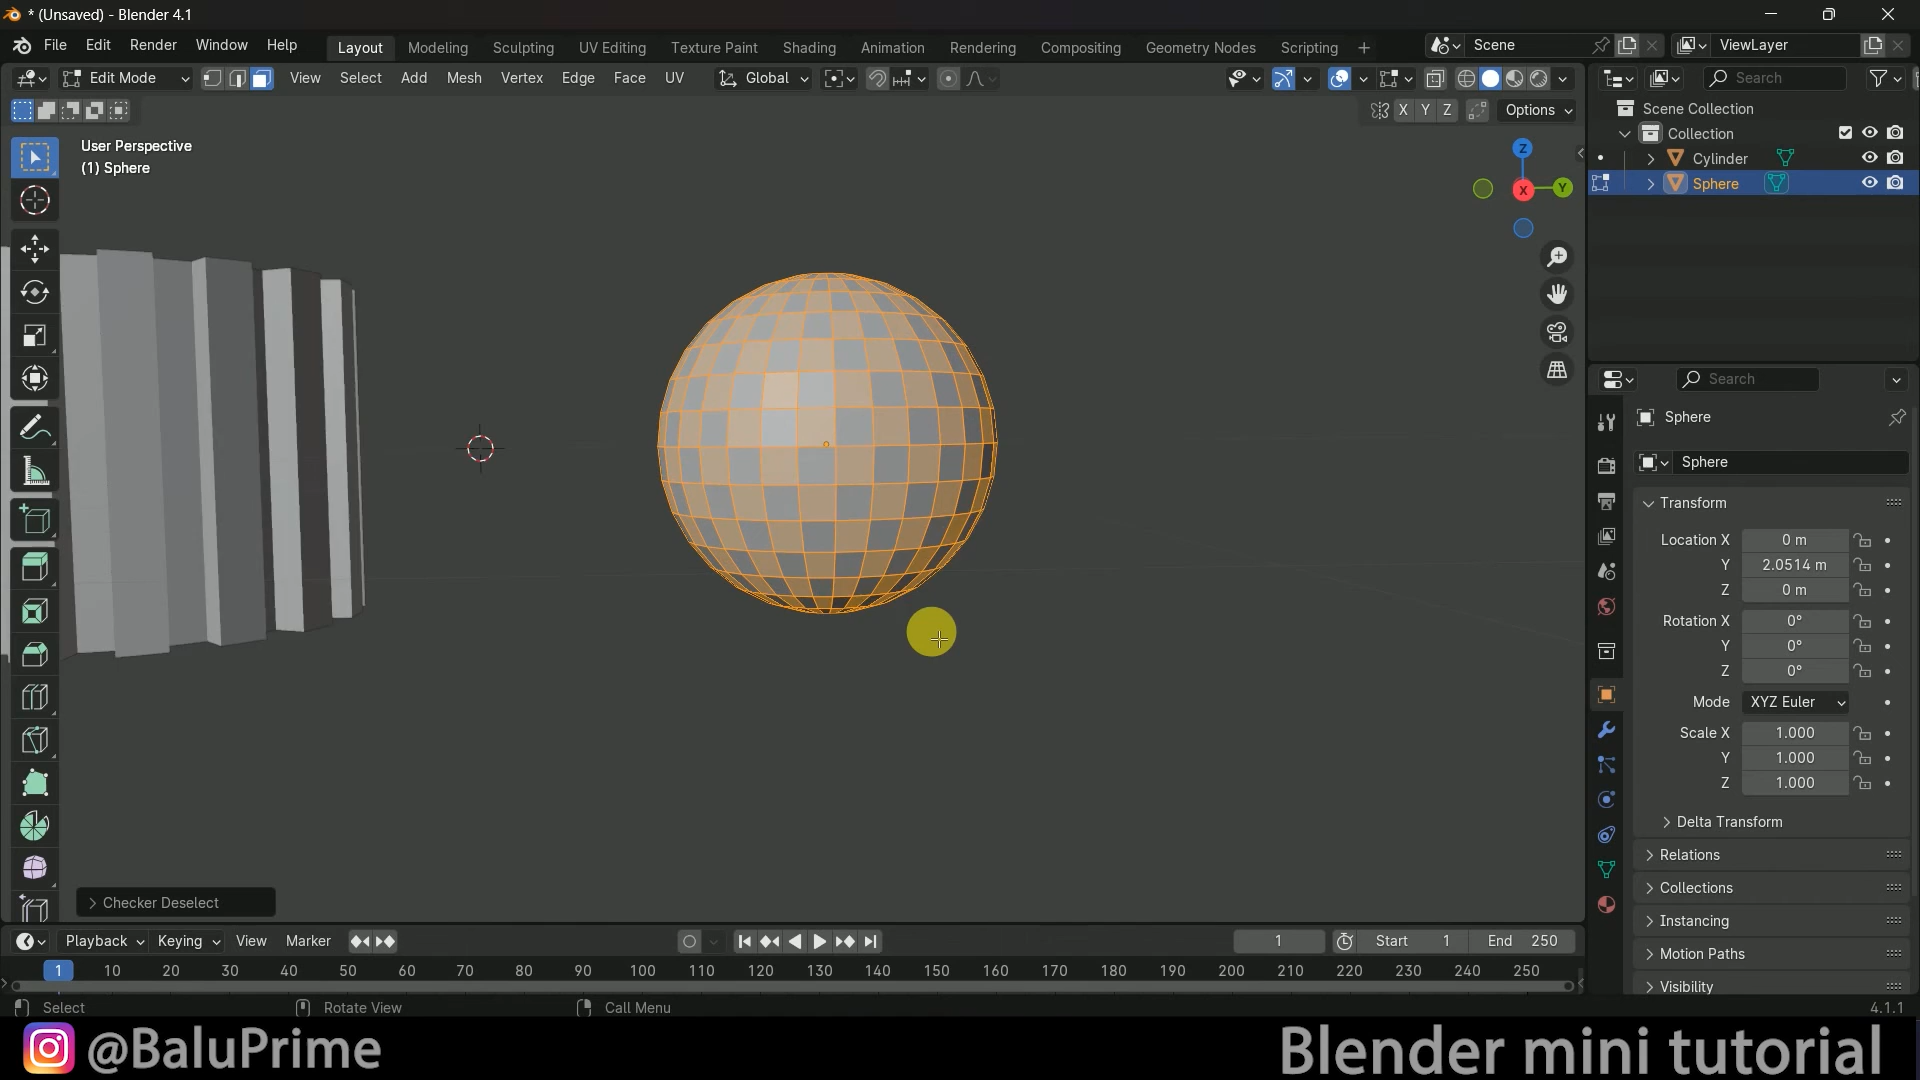 * (Unsaved) - Blender 4.1
File Edit Render Window Help Layout Modeling Sculpting UV Editing Texture Paint Shading Animation Rendering Compositing Geometry Nodes Scripting + Scene ViewLayer
Edit Mode View Select Add Mesh Vertex Edge Face UV Global Search
X Y Z Options
Scene Collection
Collection
Cylinder
Sphere
User Perspective
(1) Sphere
Z
X
Y
Search
Sphere
Sphere
Transform
Location X 0 m
Y 2.0514 m
Z 0 m
Rotation X 0°
Y 0°
Z 0°
Mode XYZ Euler
Scale X 1.000
Y 1.000
Z 1.000
Delta Transform
Relations
Collections
Instancing
Motion Paths
Visibility
Checker Deselect
Playback Keying View Marker 1 Start 1 End 250
1 10 20 30 40 50 60 70 80 90 100 110 120 130 140 150 160 170 180 190 200 210 220 230 240 250
Select Rotate View Call Menu 4.1.1
@BaluPrime Blender mini tutorial